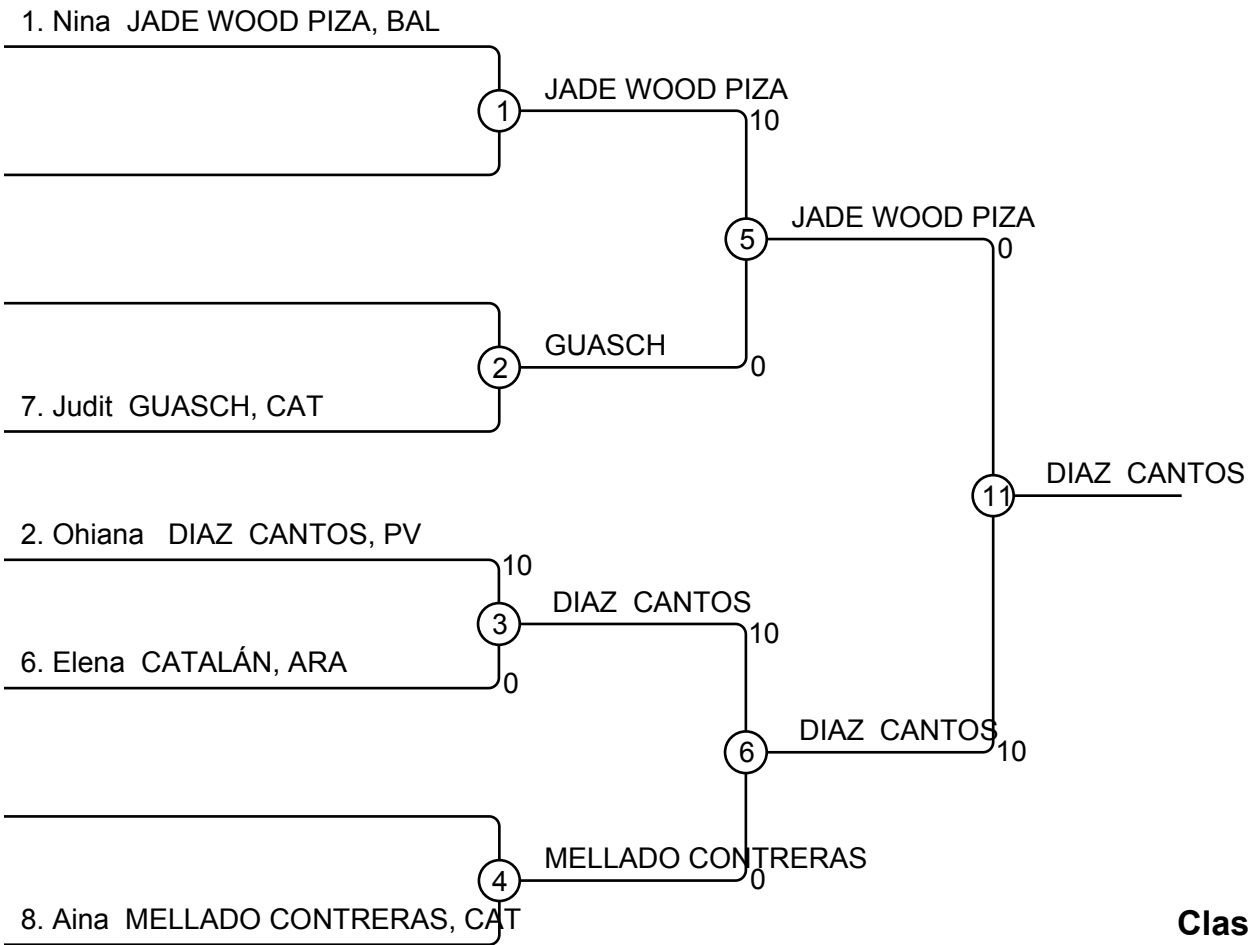 1. Nina JADE WOOD PIZA, BAL
JADE WOOD PIZA
1
10
JADE WOOD PIZA
5
0
GUASCH
2
0
7. Judit GUASCH, CAT
DIAZ CANTOS
11
2. Ohiana DIAZ CANTOS, PV
10
DIAZ CANTOS
3
10
6. Elena CATALÁN, ARA
0
DIAZ CANTOS
6
10
MELLADO CONTRERAS
4
0
8. Aina MELLADO CONTRERAS, CAT
Clas